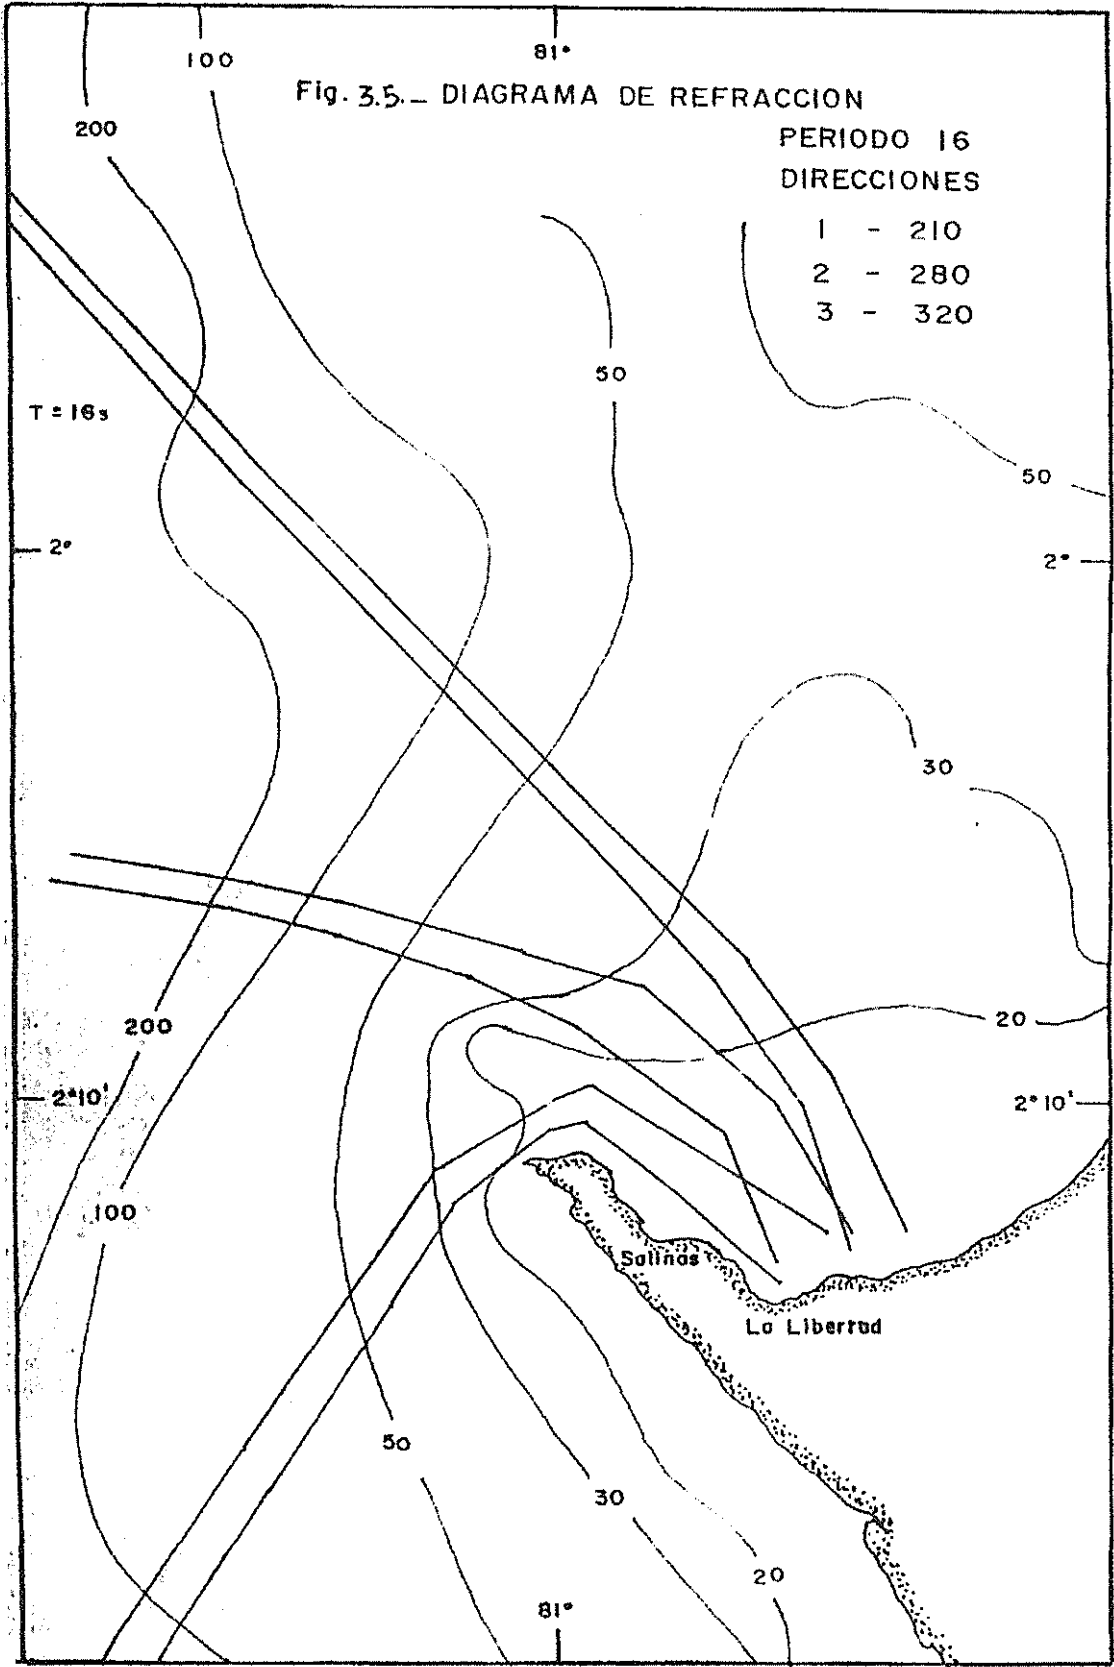 100
81°
Fig. 3.5._ DIAGRAMA DE REFRACCION
200
PERIODO 16
DIRECCIONES
1 - 210
2 - 280
3 - 320
50
T = 16s
50
2°
2°
30
200
20
2°10'
2°10'
100
Salinas
La Libertad
50
30
20
81°